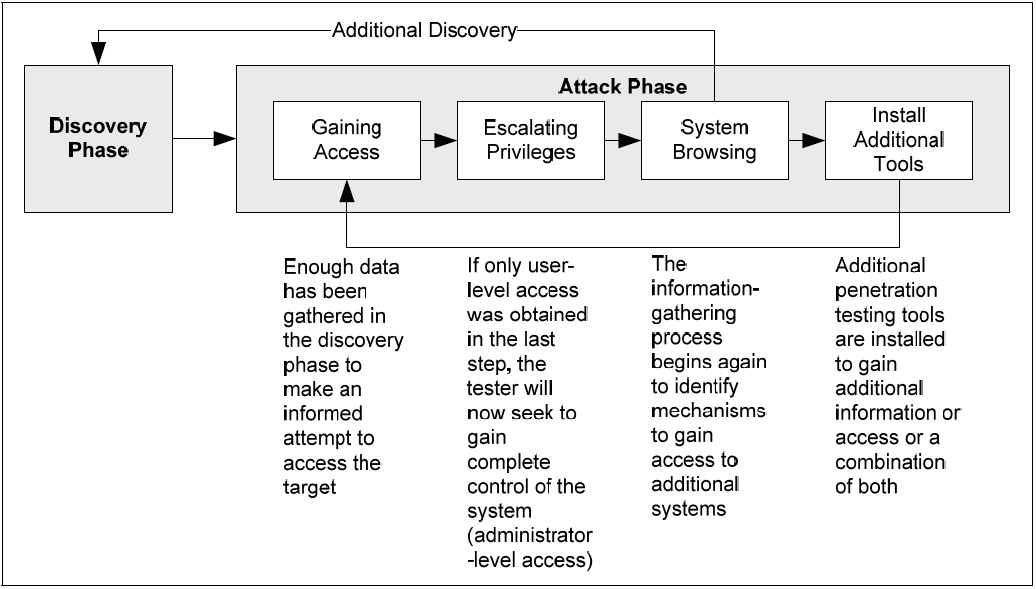 Additional Discovery
Attack Phase
Discovery
Phase
Gaining
Access
Escalating
Privileges
System
Browsing
Install
Additional
Tools
Enough data
has been
gathered in
the discovery
phase to
make an
informed
attempt to
access the
target
If only user-
level access
was obtained
in the last
step, the
tester will
now seek to
gain
complete
control of the
system
(administrator
-level access)
The
information-
gathering
process
begins again
to identify
mechanisms
to gain
access to
additional
systems
Additional
penetration
testing tools
are installed
to gain
additional
information or
access or a
combination
of both